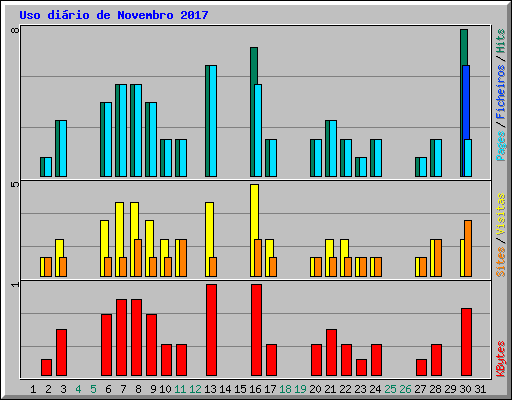 Uso diário de Novembro 2017
8
5
1
Pages / Ficheiros / Hits
Sites / Visitas
KBytes
1 2 3 4 5 6 7 8 9 10 11 12 13 14 15 16 17 18 19 20 21 22 23 24 25 26 27 28 29 30 31